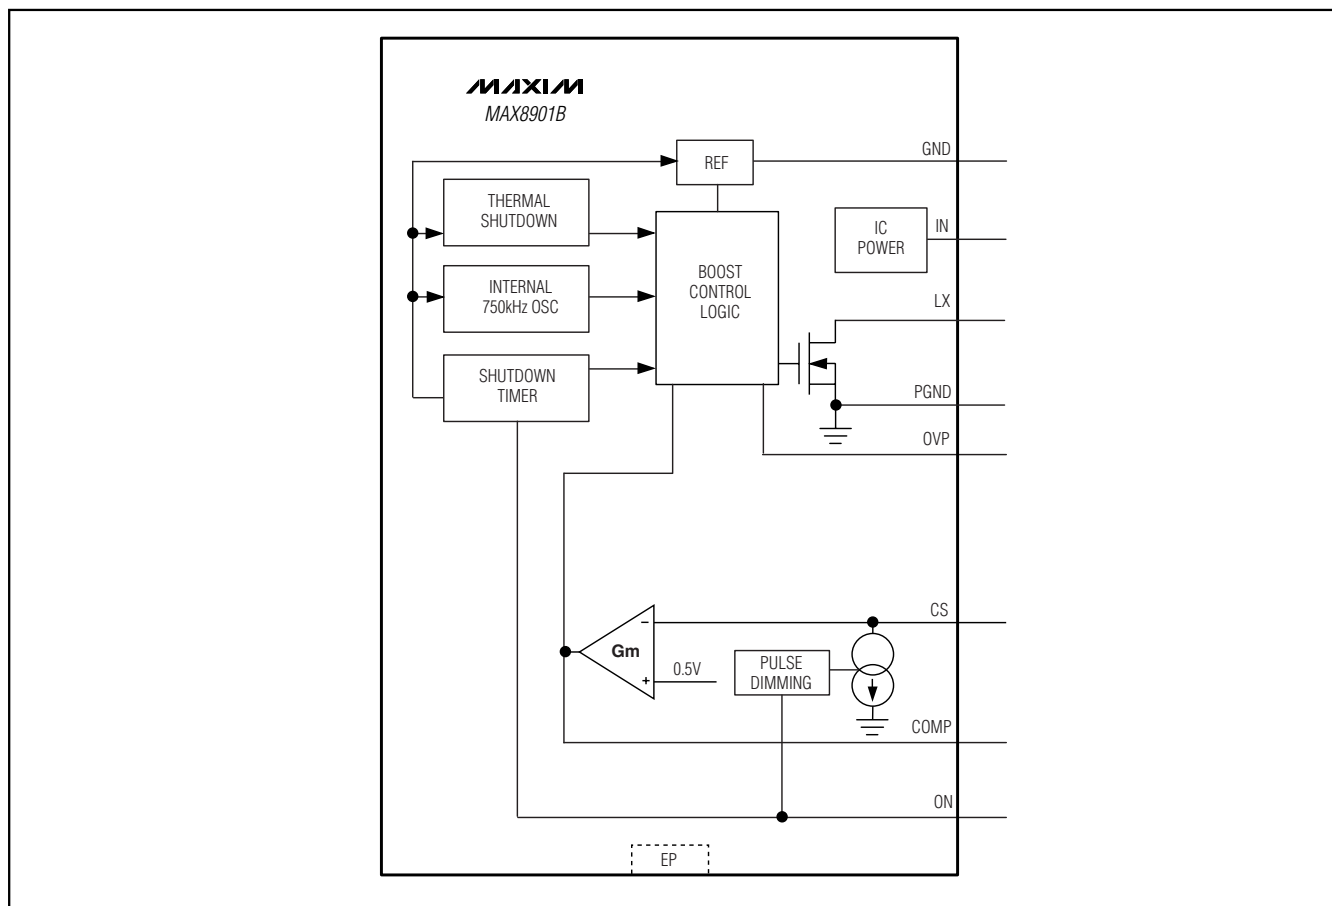 MAXIM
MAX8901B
REF
GND
THERMAL
SHUTDOWN
IC
POWER
IN
INTERNAL
750kHz OSC
BOOST
CONTROL
LOGIC
LX
SHUTDOWN
TIMER
PGND
OVP
CS
Gm
–
+
0.5V
PULSE
DIMMING
COMP
ON
EP